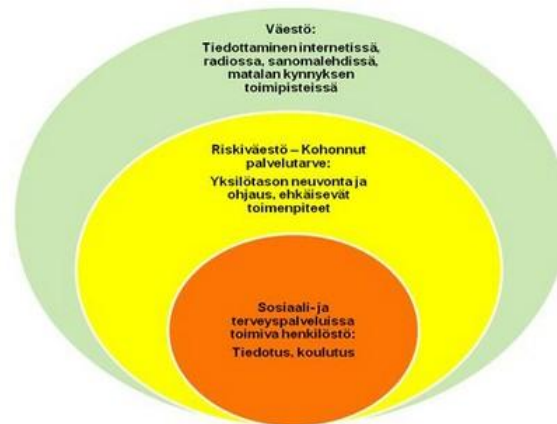 Väestö:
Tiedottaminen internetissä,
radiossa, sanomalehdissä,
matalan kynnyksen
toimipisteissä
Riskiväestö – Kohonnut
palvelutarve:
Yksilötason neuvonta ja
ohjaus, ehkäisevät
toimenpiteet
Sosiaali- ja
terveyspalveluissa
toimiva henkilöstö:
Tiedotus, koulutus